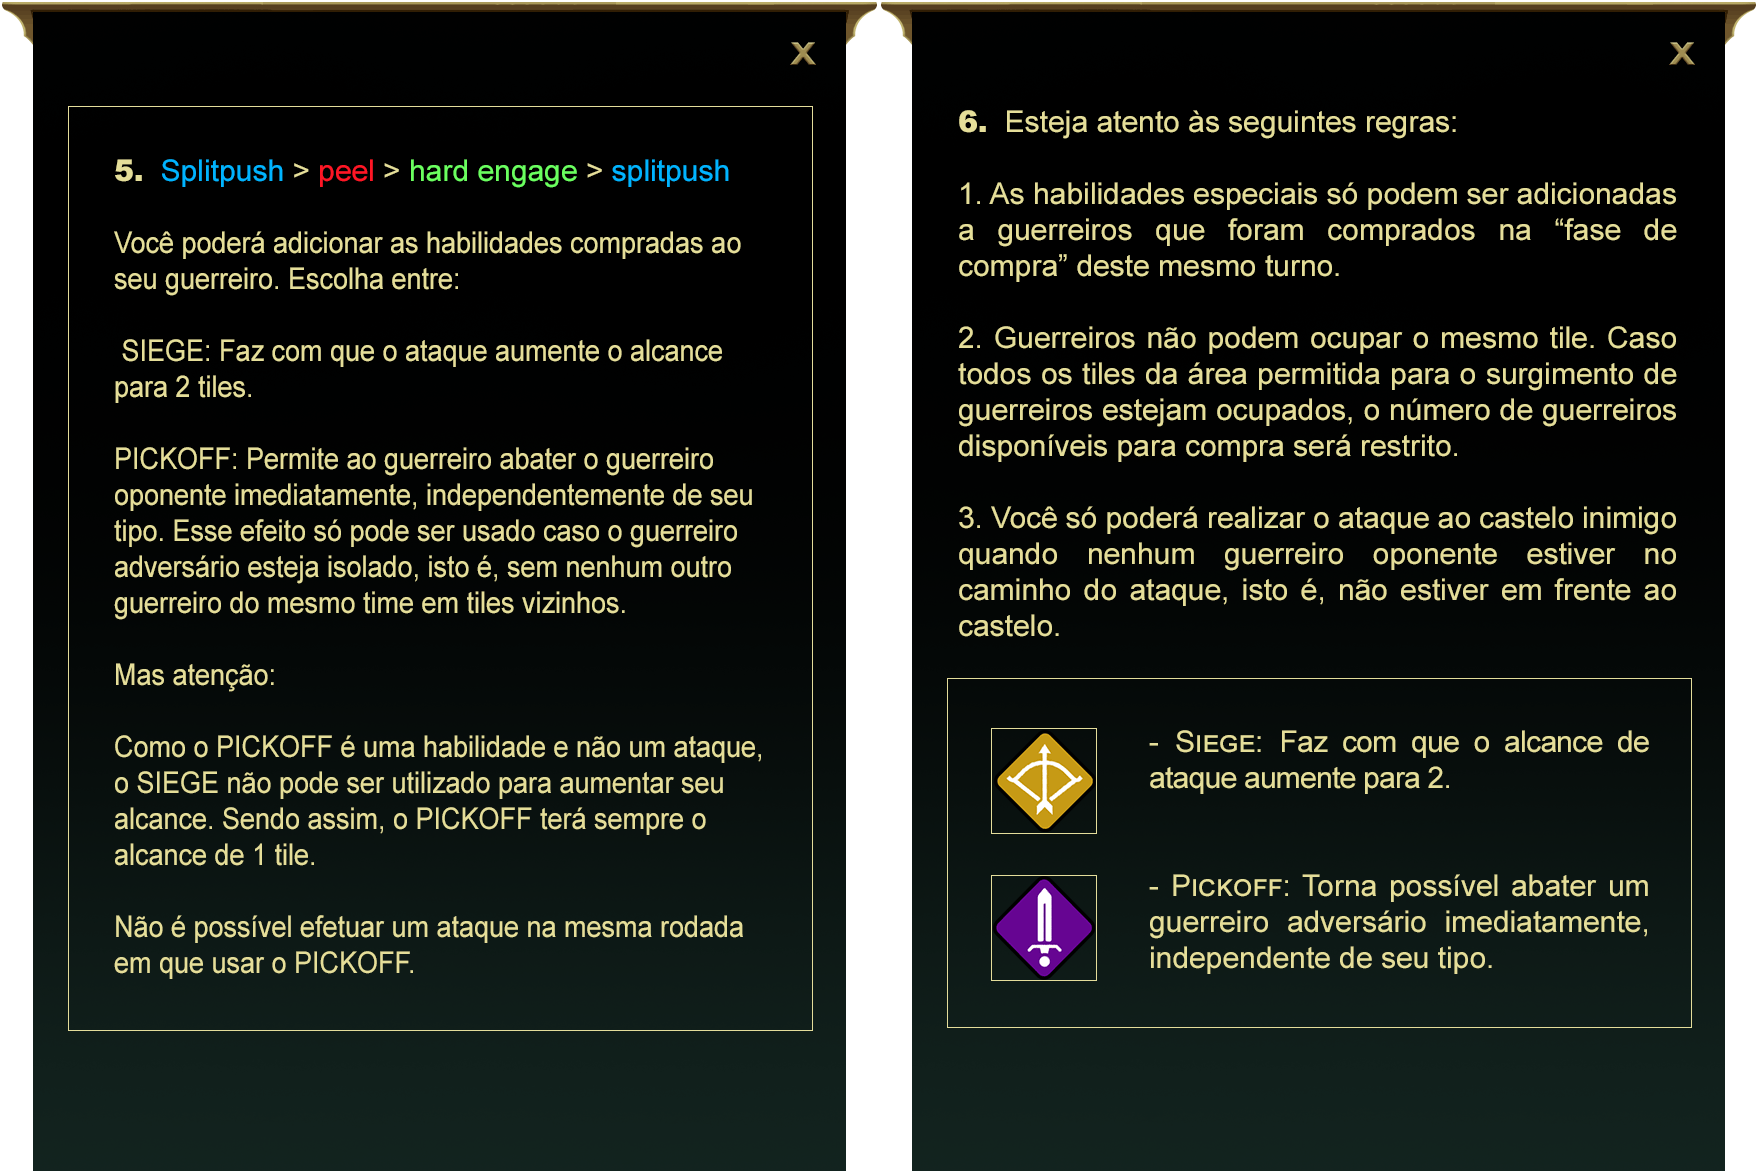 X
5. Splitpush > peel > hard engage > splitpush
Você poderá adicionar as habilidades compradas ao
seu guerreiro. Escolha entre:
SIEGE: Faz com que o ataque aumente o alcance
para 2 tiles.
PICKOFF: Permite ao guerreiro abater o guerreiro
oponente imediatamente, independentemente de seu
tipo. Esse efeito só pode ser usado caso o guerreiro
adversário esteja isolado, isto é, sem nenhum outro
guerreiro do mesmo time em tiles vizinhos.
Mas atenção:
Como o PICKOFF é uma habilidade e não um ataque,
o SIEGE não pode ser utilizado para aumentar seu
alcance. Sendo assim, o PICKOFF terá sempre o
alcance de 1 tile.
Não é possível efetuar um ataque na mesma rodada
em que usar o PICKOFF.
X
6. Esteja atento às seguintes regras:
1. As habilidades especiais só podem ser adicionadas
a guerreiros que foram comprados na “fase de
compra” deste mesmo turno.
2. Guerreiros não podem ocupar o mesmo tile. Caso
todos os tiles da área permitida para o surgimento de
guerreiros estejam ocupados, o número de guerreiros
disponíveis para compra será restrito.
3. Você só poderá realizar o ataque ao castelo inimigo
quando nenhum guerreiro oponente estiver no
caminho do ataque, isto é, não estiver em frente ao
castelo.
- SIEGE: Faz com que o alcance de
ataque aumente para 2.
- PICKOFF: Torna possível abater um
guerreiro adversário imediatamente,
independente de seu tipo.